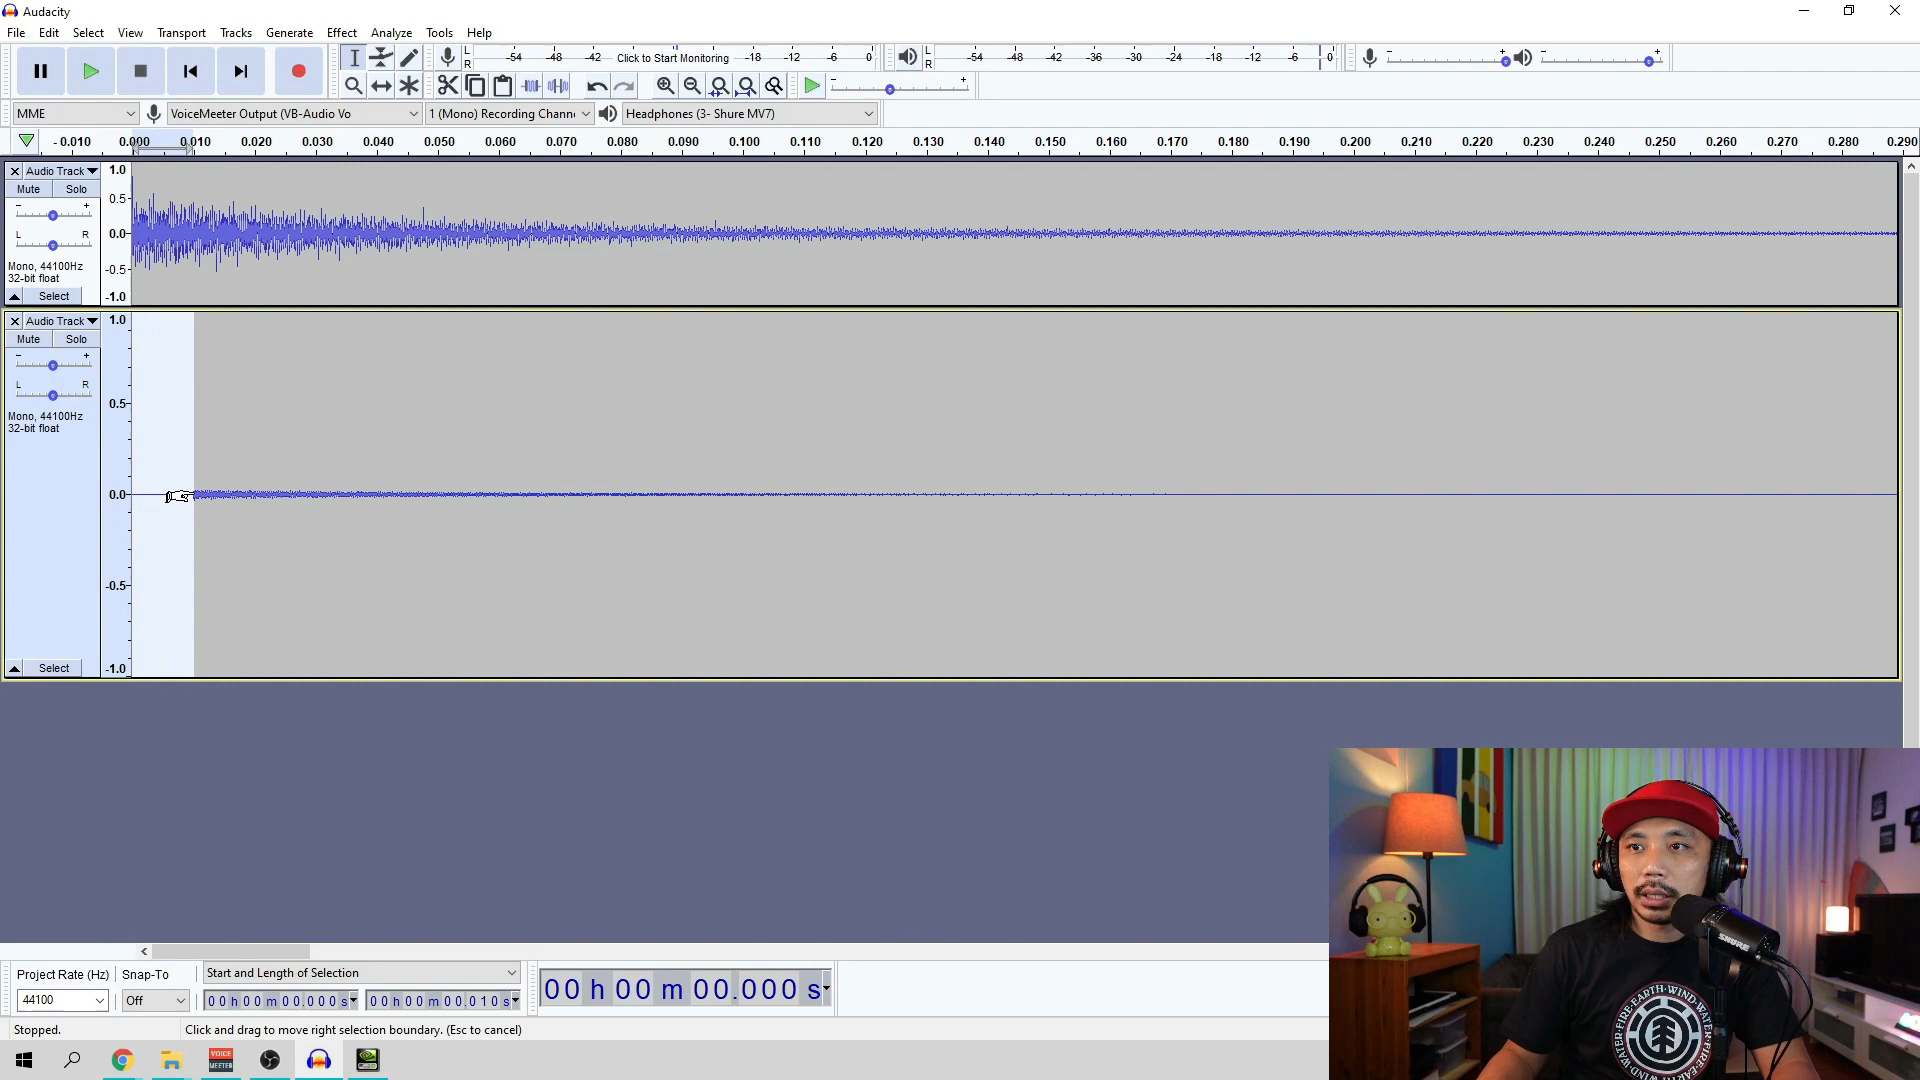 Audacity
File Edit Select View Transport Tracks Generate Effect Analyze Tools Help
L -54 -48 -42 Click to Start Monitoring -18 -12 -6 0 L -54 -48 -42 -36 -30 -24 -18 -12 -6 0 - + - +
R R
- +
MME VoiceMeeter Output (VB-Audio Vo 1 (Mono) Recording Chann Headphones (3- Shure MV7)
- 0.010 0.000 0.010 0.020 0.030 0.040 0.050 0.060 0.070 0.080 0.090 0.100 0.110 0.120 0.130 0.140 0.150 0.160 0.170 0.180 0.190 0.200 0.210 0.220 0.230 0.240 0.250 0.260 0.270 0.280 0.290
Audio Track 1.0
Mute Solo
- + 0.5
L R 0.0
Mono, 44100Hz -0.5
32-bit float
Select -1.0
Audio Track 1.0
Mute Solo
- +
L R 0.5
Mono, 44100Hz
32-bit float
0.0
-0.5
Select -1.0
Project Rate (Hz) Snap-To Start and Length of Selection
44100 Off 00 h 00 m 00.000 s 00 h 00 m 00.010 s 00 h 00 m 00.000 s
Stopped. Click and drag to move right selection boundary. (Esc to cancel)
VOICE
MEETER
SHURE